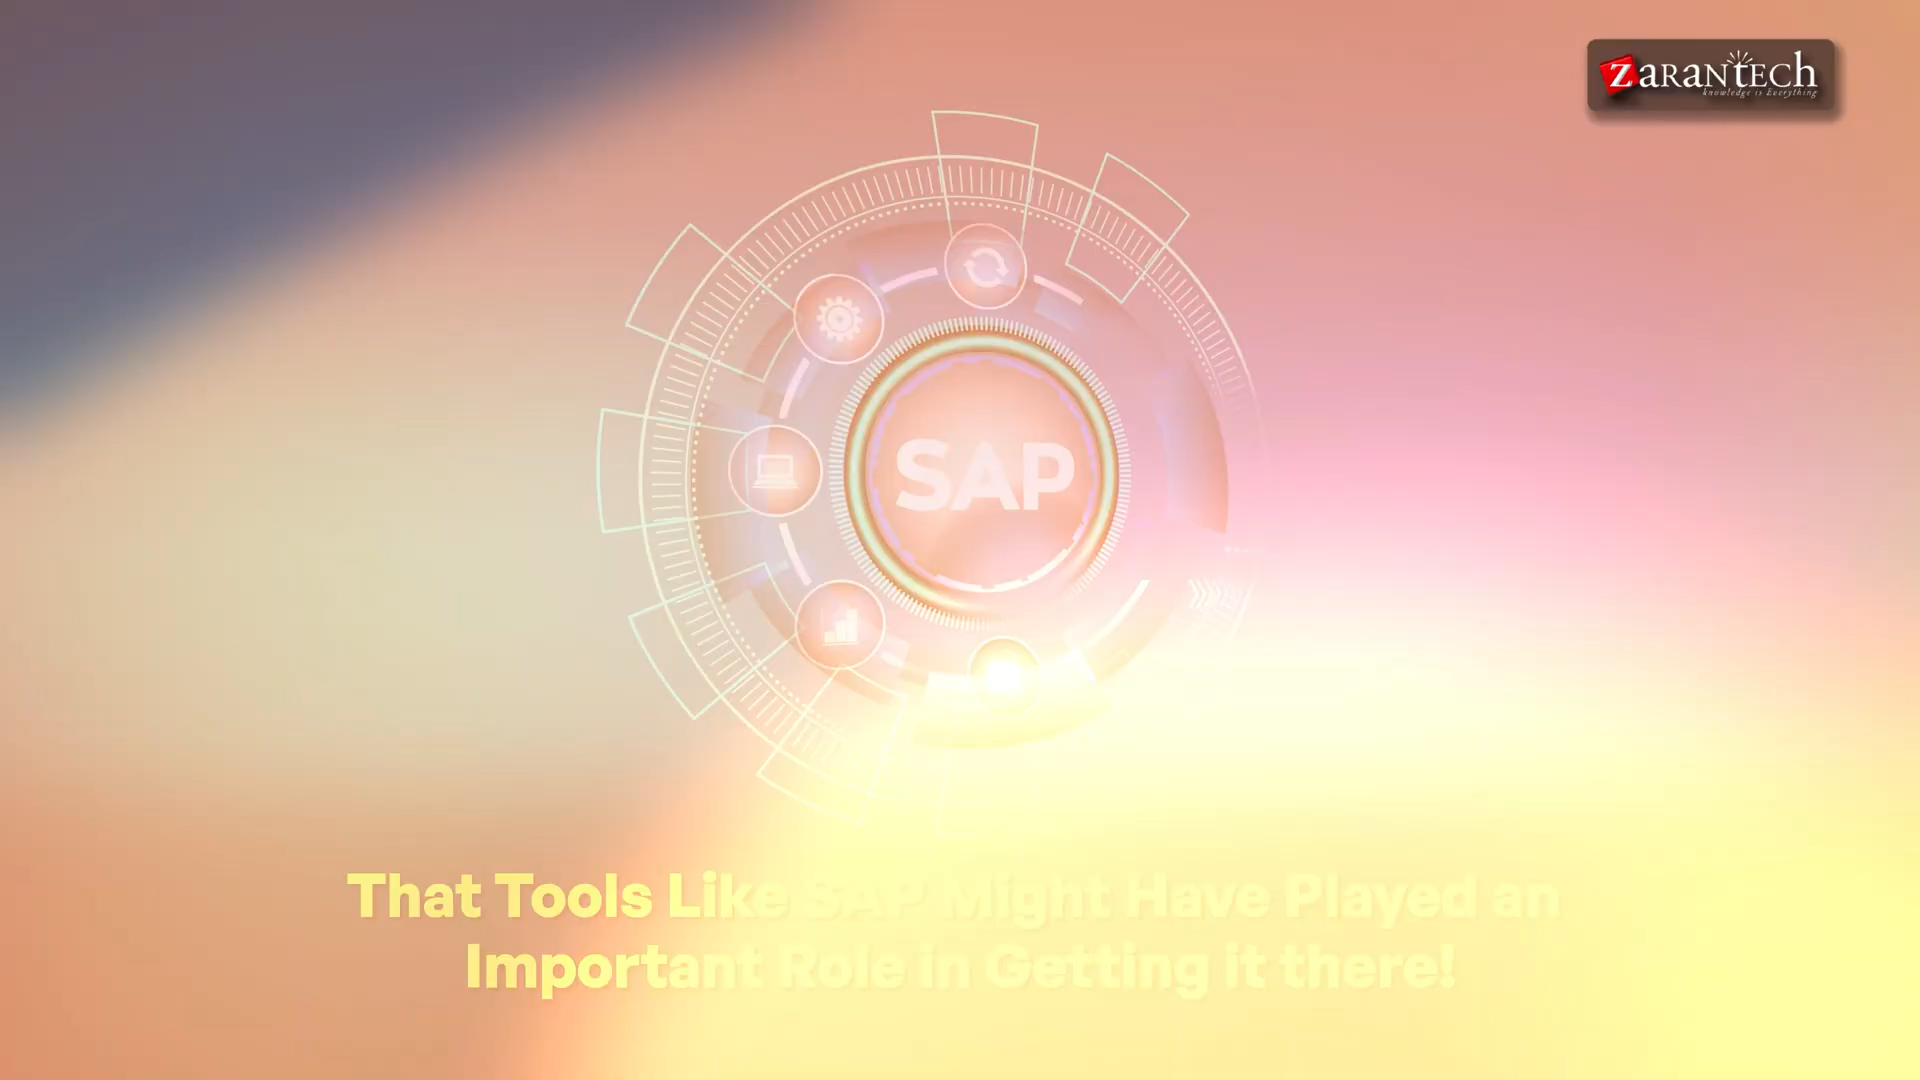 ZARANTECH
knowledge is Everything
SAP
That Tools Like SAP Might Have Played an
Important Role in Getting it there!